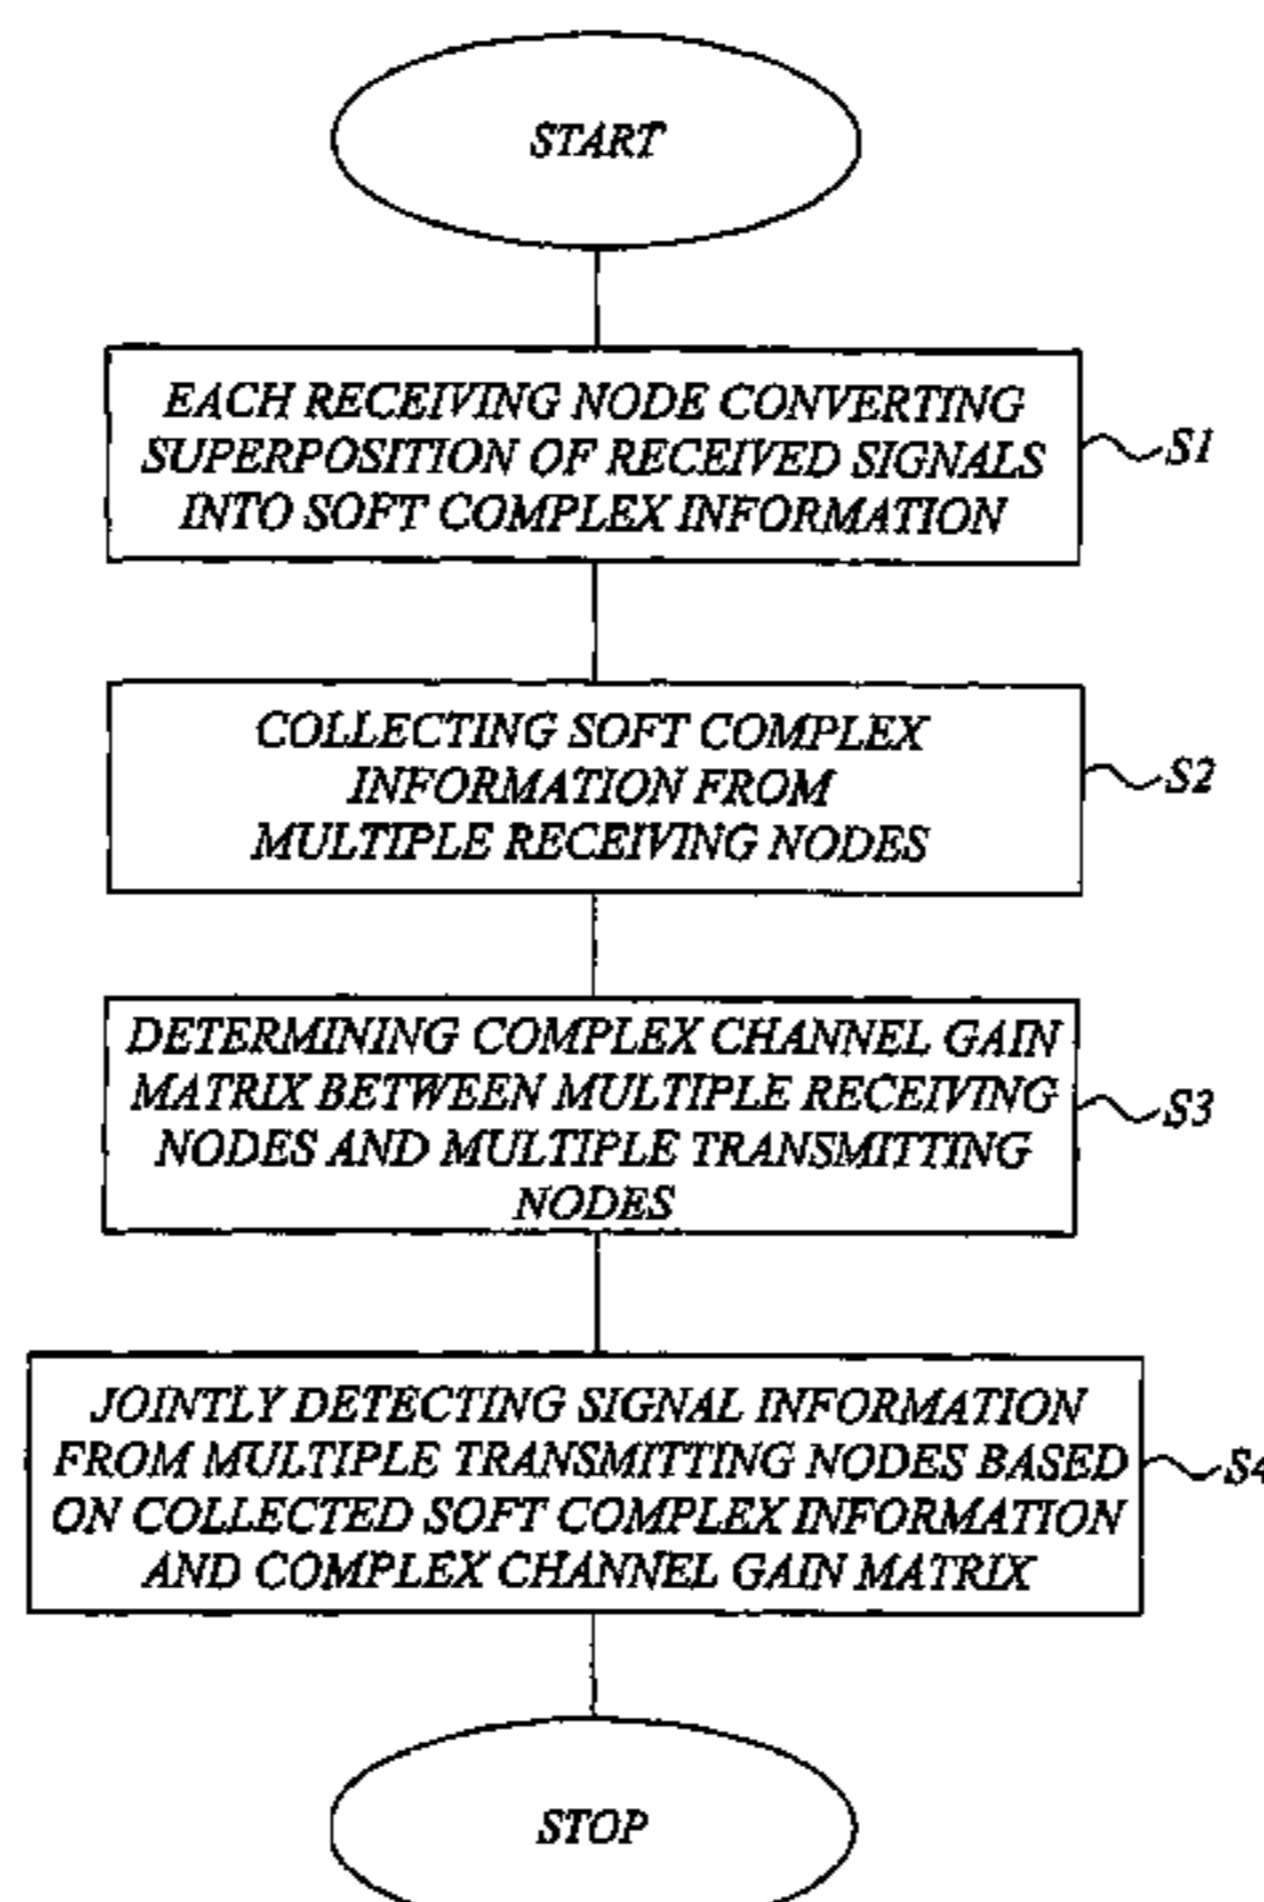 START
EACH RECEIVING NODE CONVERTING
SUPERPOSITION OF RECEIVED SIGNALS
INTO SOFT COMPLEX INFORMATION
S1
COLLECTING SOFT COMPLEX
INFORMATION FROM
MULTIPLE RECEIVING NODES
S2
DETERMINING COMPLEX CHANNEL GAIN
MATRIX BETWEEN MULTIPLE RECEIVING
NODES AND MULTIPLE TRANSMITTING
NODES
S3
JOINTLY DETECTING SIGNAL INFORMATION
FROM MULTIPLE TRANSMITTING NODES BASED
ON COLLECTED SOFT COMPLEX INFORMATION
AND COMPLEX CHANNEL GAIN MATRIX
S4
STOP